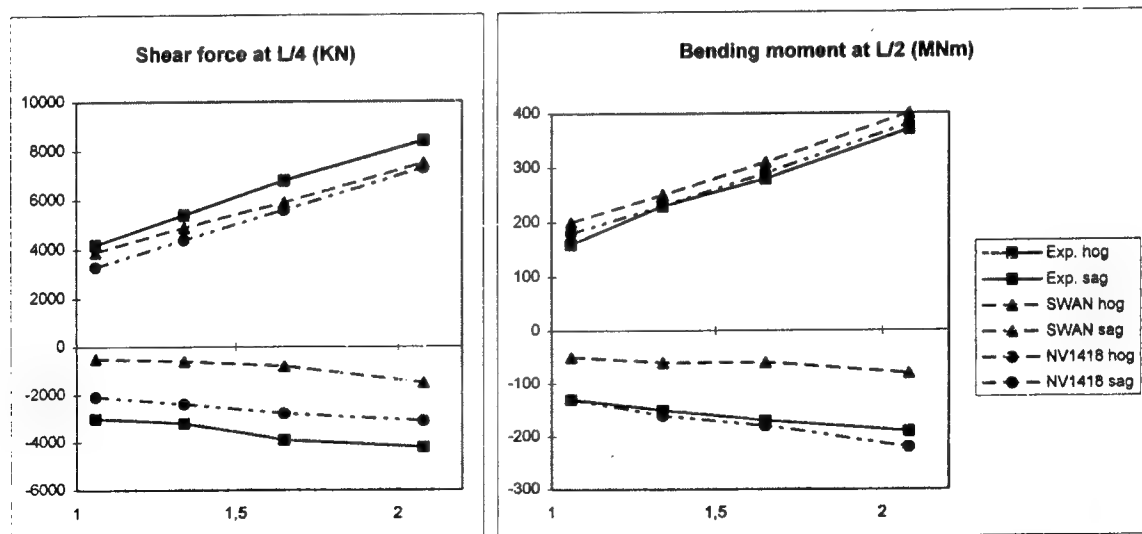 Shear force at L/4 (KN)
10000
8000
6000
4000
2000
0
-2000
-4000
-6000
1
1,5
2
Bending moment at L/2 (MNm)
400
300
200
100
0
-100
-200
-300
1
1,5
2
Exp. hog
Exp. sag
SWAN hog
SWAN sag
NV1418 hog
NV1418 sag